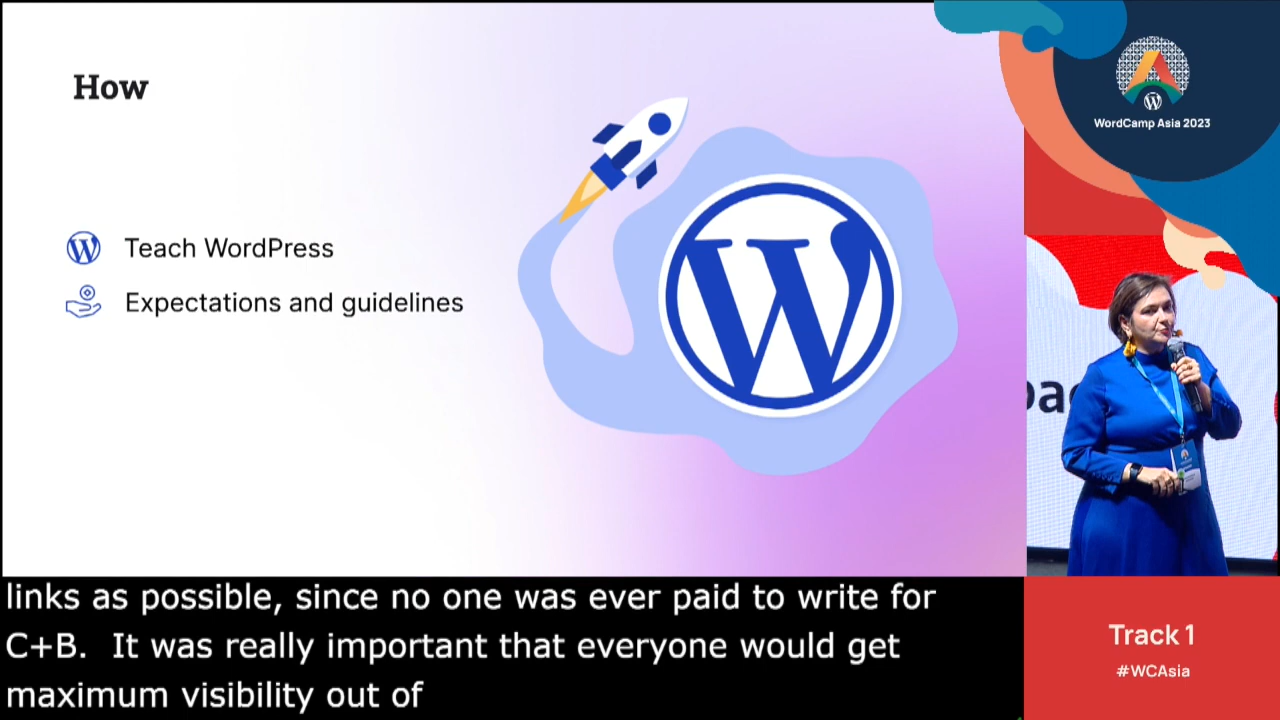 How
Teach WordPress
Expectations and guidelines
WordCamp Asia 2023
pa
links as possible, since no one was ever paid to write for
C+B. It was really important that everyone would get
maximum visibility out of
Track 1
#WCAsia